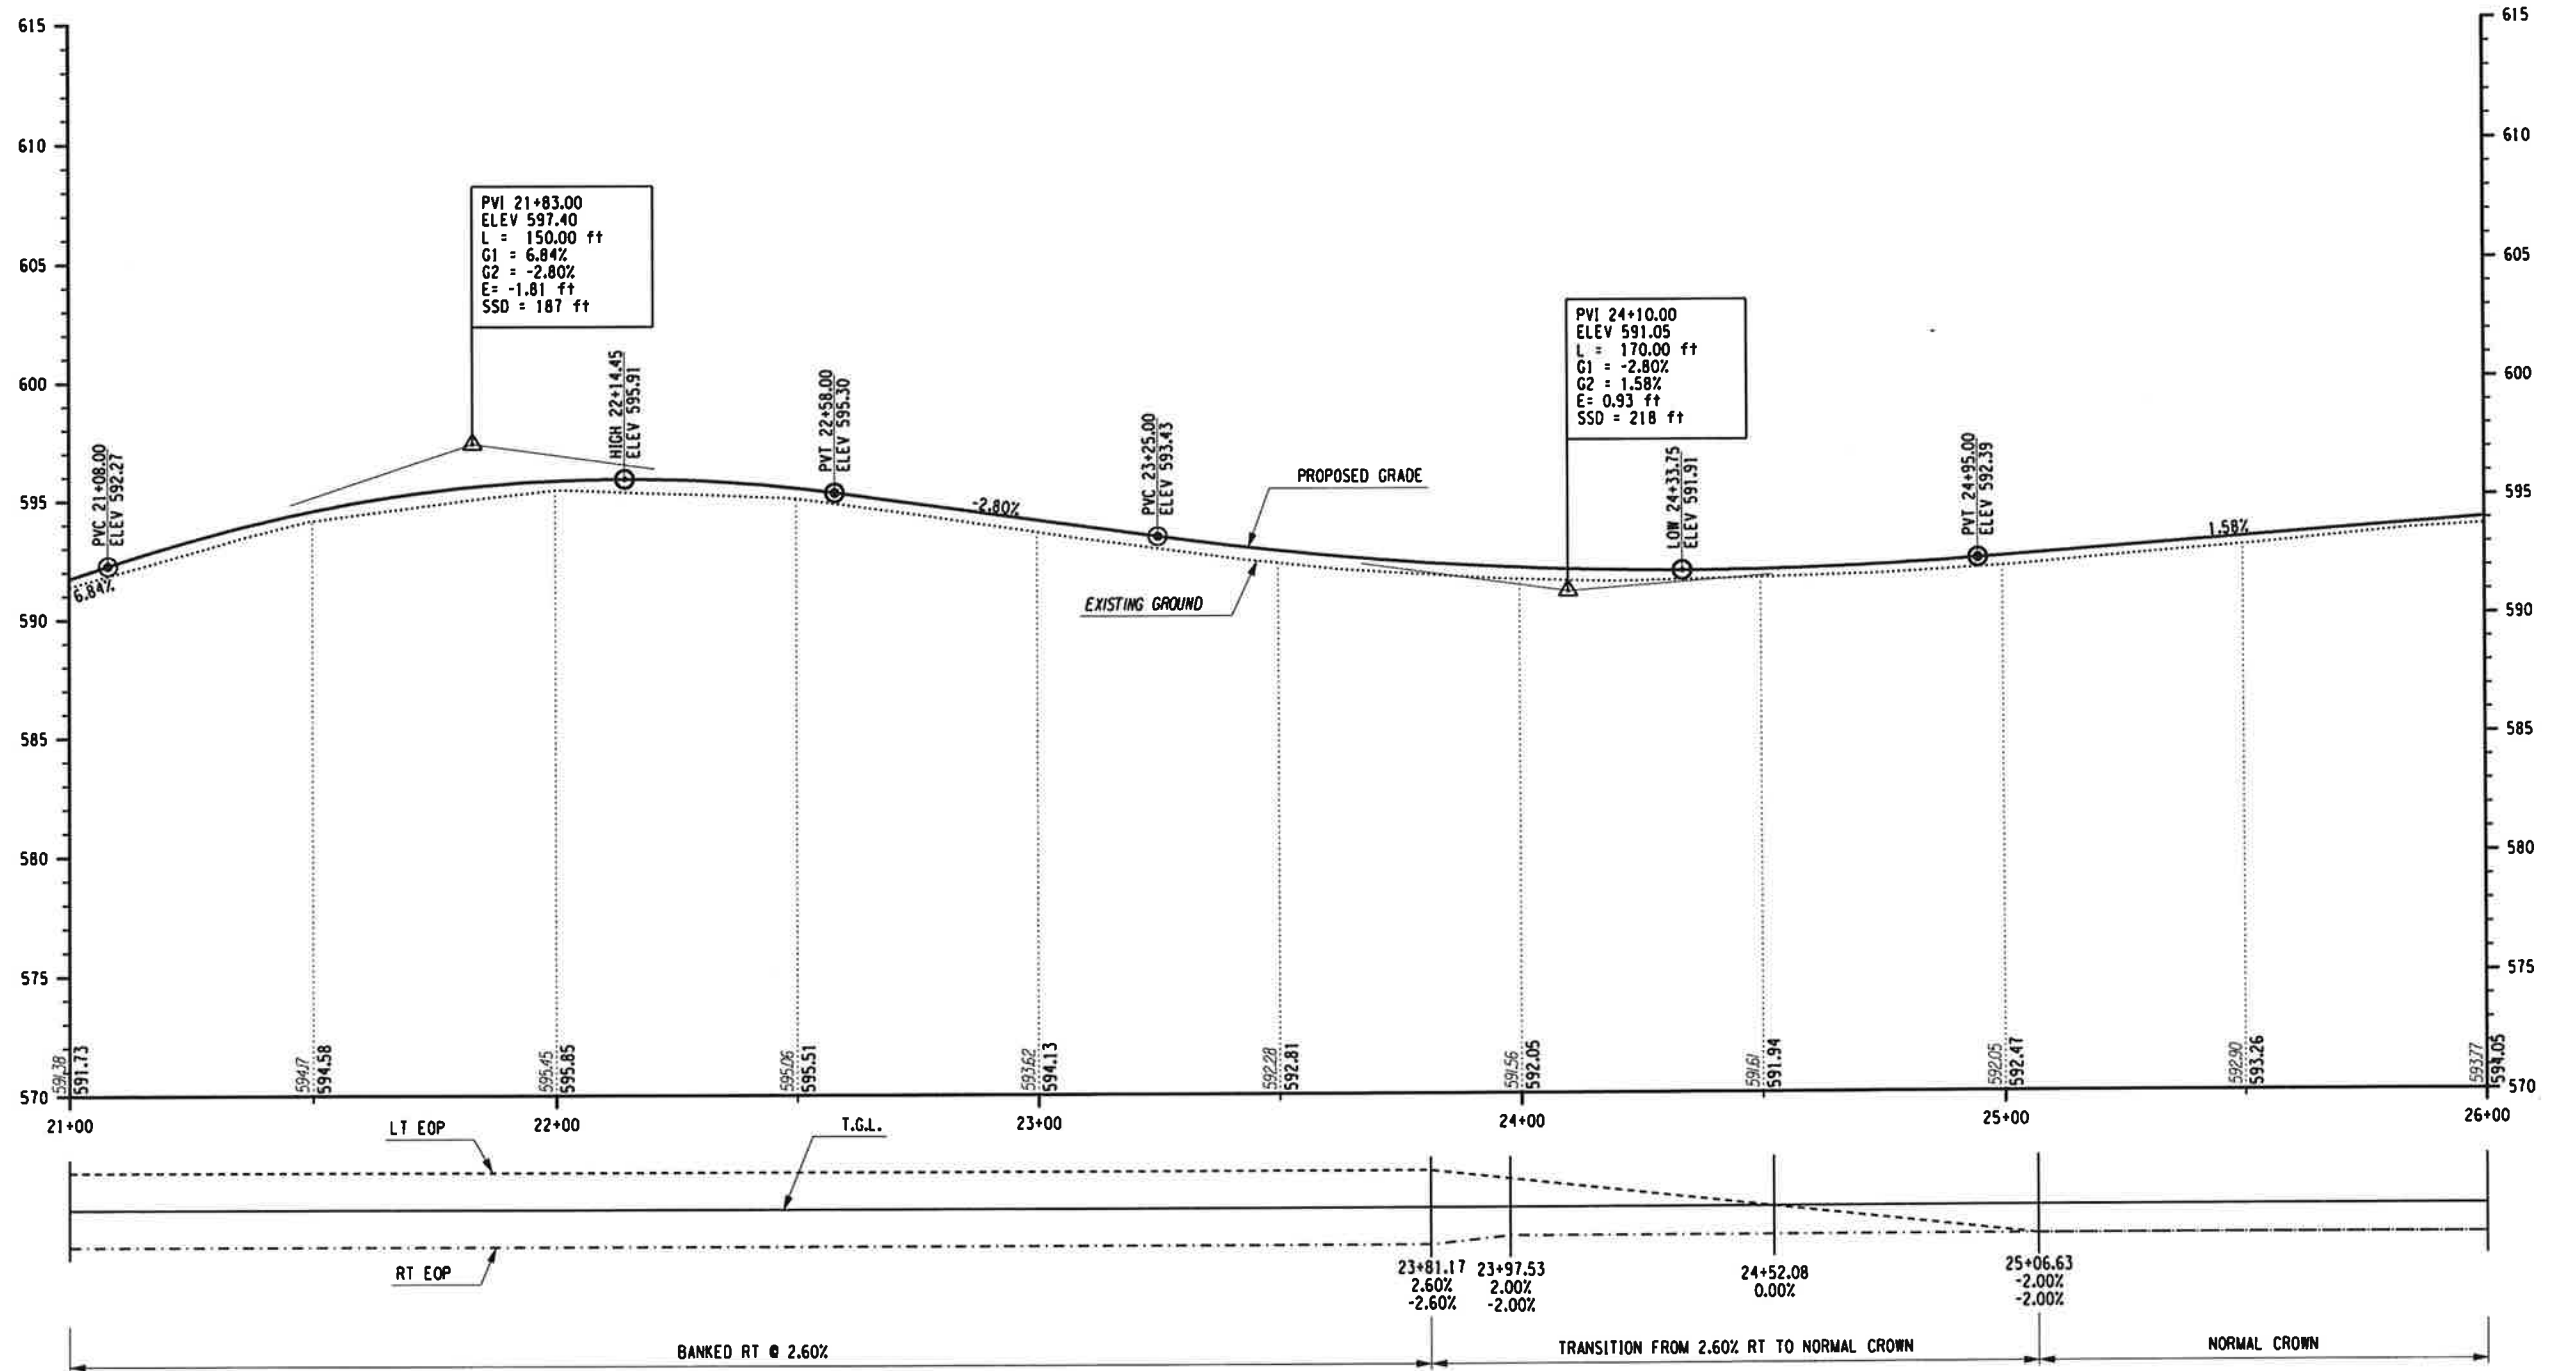 615
610
605
600
595
590
585
580
575
570
615
610
605
600
595
590
585
580
575
570
PVI 21+83.00
ELEV 597.40
L = 150.00 ft
G1 = 6.84%
G2 = -2.80%
E= -1.81 ft
SSD = 187 ft
PVI 24+10.00
ELEV 591.05
L = 170.00 ft
G1 = -2.80%
G2 = 1.58%
E= 0.93 ft
SSD = 218 ft
PVC 21+08.00
ELEV 592.27
HIGH 22+14.45
ELEV 595.91
PVT 22+58.00
ELEV 595.30
PVC 23+25.00
ELEV 593.43
LOW 24+33.75
ELEV 591.91
PVT 24+95.00
ELEV 592.39
6.84%
-2.80%
1.58%
PROPOSED GRADE
EXISTING GROUND
591.38
591.73
594.17
594.58
595.45
595.85
595.06
595.51
593.62
594.13
592.28
592.81
591.56
592.05
591.61
591.94
592.05
592.47
592.90
593.26
593.77
594.05
21+00
22+00
23+00
24+00
25+00
26+00
LT EOP
T.G.L.
RT EOP
23+81.17
2.60%
-2.60%
23+97.53
2.00%
-2.00%
24+52.08
0.00%
25+06.63
-2.00%
-2.00%
BANKED RT @ 2.60%
TRANSITION FROM 2.60% RT TO NORMAL CROWN
NORMAL CROWN